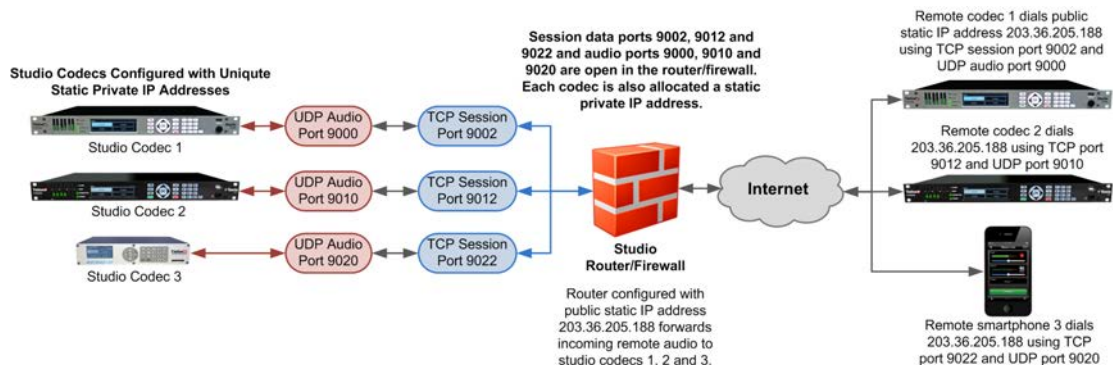 Studio Codecs Configured with Uniqute
Static Private IP Addresses
Studio Codec 1
Studio Codec 2
Studio Codec 3
UDP Audio
Port 9000
TCP Session
Port 9002
UDP Audio
Port 9010
TCP Session
Port 9012
UDP Audio
Port 9020
TCP Session
Port 9022
Session data ports 9002, 9012 and
9022 and audio ports 9000, 9010 and
9020 are open in the router/firewall.
Each codec is also allocated a static
private IP address.
Studio
Router/Firewall
Router configured with
public static IP address
203.36.205.188 forwards
incoming remote audio to
studio codecs 1, 2 and 3.
Internet
Remote codec 1 dials public
static IP address 203.36.205.188
using TCP session port 9002 and
UDP audio port 9000
Remote codec 2 dials
203.36.205.188 using TCP port
9012 and UDP port 9010
Remote smartphone 3 dials
203.36.205.188 using TCP
port 9022 and UDP port 9020